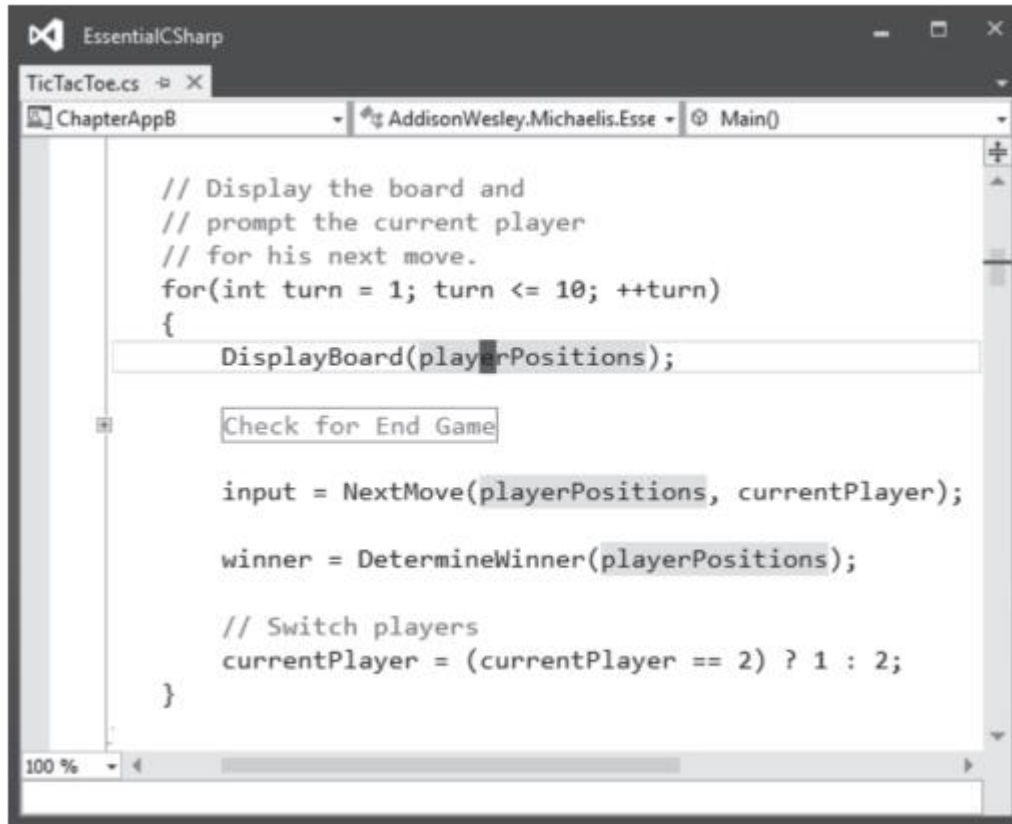 EssentialCSharp
TicTacToe.cs
ChapterAppB AddisonWesley.Michaelis.Esse Main()
// Display the board and
// prompt the current player
// for his next move.
for(int turn = 1; turn <= 10; ++turn)
{
DisplayBoard(playerPositions);
Check for End Game
input = NextMove(playerPositions, currentPlayer);
winner = DetermineWinner(playerPositions);
// Switch players
currentPlayer = (currentPlayer == 2) ? 1 : 2;
}
100 %